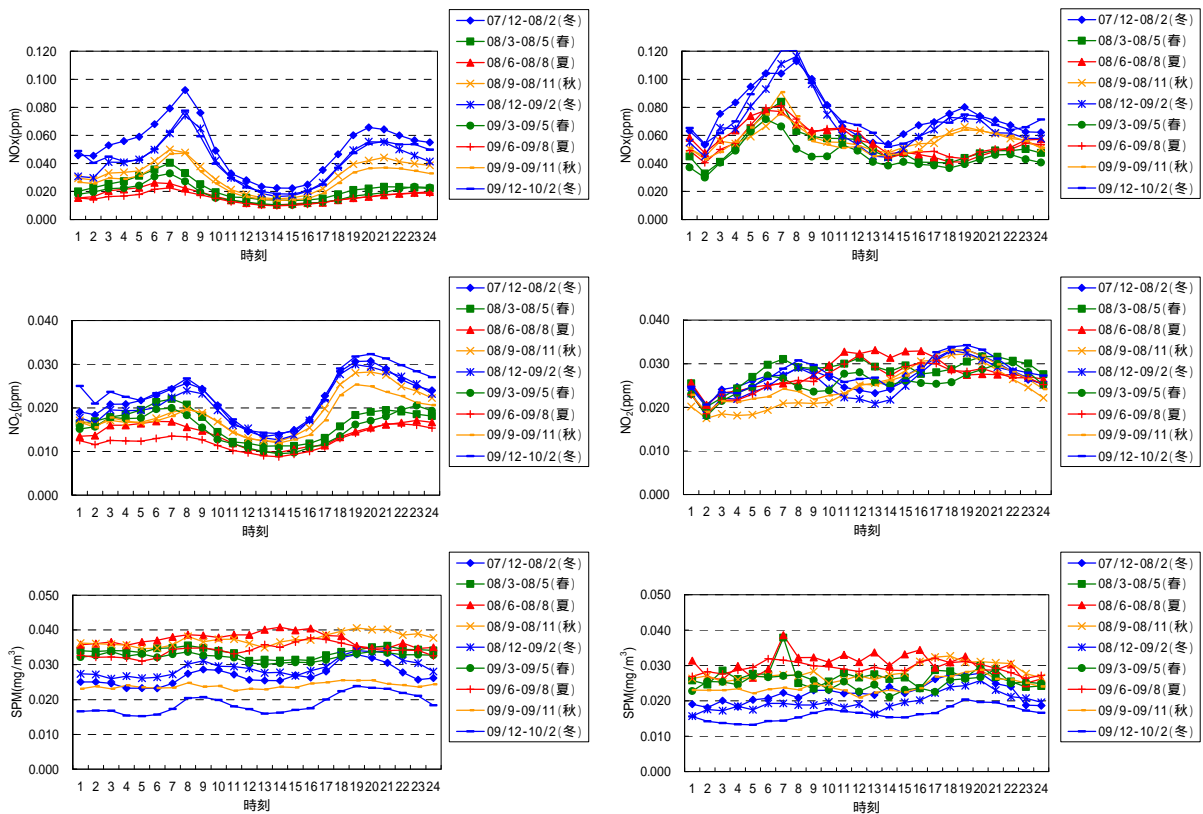 NOx(ppm)
0.120
0.100
0.080
0.060
0.040
0.020
0.000
1 2 3 4 5 6 7 8 9 10 11 12 13 14 15 16 17 18 19 20 21 22 23 24
時刻
07/12-08/2(冬)
08/3-08/5(春)
08/6-08/8(夏)
08/9-08/11(秋)
08/12-09/2(冬)
09/3-09/5(春)
09/6-09/8(夏)
09/9-09/11(秋)
09/12-10/2(冬)
NOx(ppm)
0.120
0.100
0.080
0.060
0.040
0.020
0.000
1 2 3 4 5 6 7 8 9 10 11 12 13 14 15 16 17 18 19 20 21 22 23 24
時刻
07/12-08/2(冬)
08/3-08/5(春)
08/6-08/8(夏)
08/9-08/11(秋)
08/12-09/2(冬)
09/3-09/5(春)
09/6-09/8(夏)
09/9-09/11(秋)
09/12-10/2(冬)
NO₂(ppm)
0.040
0.030
0.020
0.010
0.000
1 2 3 4 5 6 7 8 9 10 11 12 13 14 15 16 17 18 19 20 21 22 23 24
時刻
07/12-08/2(冬)
08/3-08/5(春)
08/6-08/8(夏)
08/9-08/11(秋)
08/12-09/2(冬)
09/3-09/5(春)
09/6-09/8(夏)
09/9-09/11(秋)
09/12-10/2(冬)
NO₂(ppm)
0.040
0.030
0.020
0.010
0.000
1 2 3 4 5 6 7 8 9 10 11 12 13 14 15 16 17 18 19 20 21 22 23 24
時刻
07/12-08/2(冬)
08/3-08/5(春)
08/6-08/8(夏)
08/9-08/11(秋)
08/12-09/2(冬)
09/3-09/5(春)
09/6-09/8(夏)
09/9-09/11(秋)
09/12-10/2(冬)
SPM(mg/m³)
0.050
0.040
0.030
0.020
0.010
0.000
1 2 3 4 5 6 7 8 9 10 11 12 13 14 15 16 17 18 19 20 21 22 23 24
時刻
07/12-08/2(冬)
08/3-08/5(春)
08/6-08/8(夏)
08/9-08/11(秋)
08/12-09/2(冬)
09/3-09/5(春)
09/6-09/8(夏)
09/9-09/11(秋)
09/12-10/2(冬)
SPM(mg/m³)
0.050
0.040
0.030
0.020
0.010
0.000
1 2 3 4 5 6 7 8 9 10 11 12 13 14 15 16 17 18 19 20 21 22 23 24
時刻
07/12-08/2(冬)
08/3-08/5(春)
08/6-08/8(夏)
08/9-08/11(秋)
08/12-09/2(冬)
09/3-09/5(春)
09/6-09/8(夏)
09/9-09/11(秋)
09/12-10/2(冬)